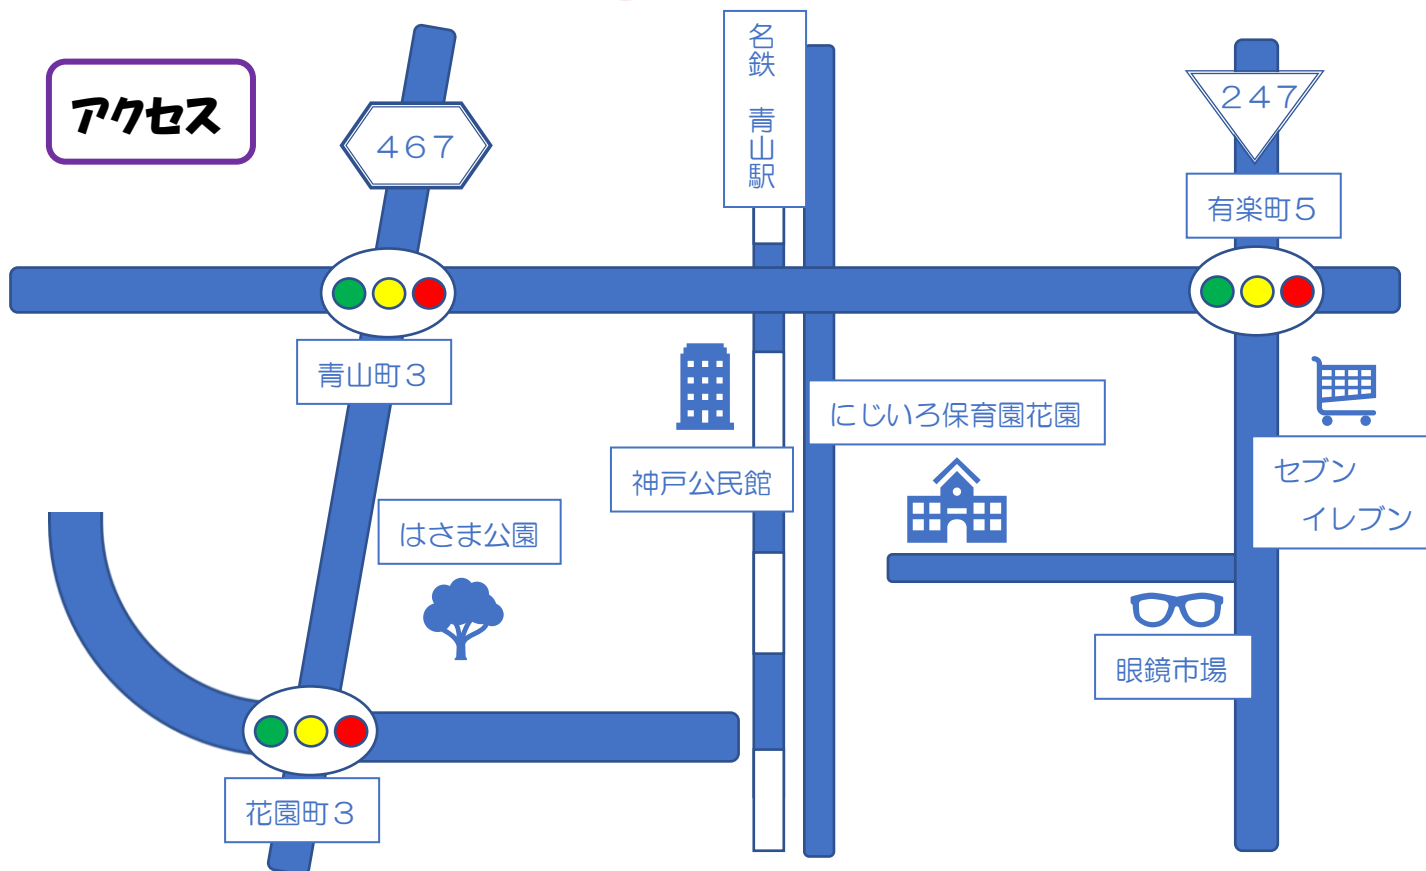 アクセス
467
名鉄　青山駅
247
有楽町5
青山町3
にじいろ保育園花園
神戸公民館
セブン
イレブン
はさま公園
眼鏡市場
花園町3